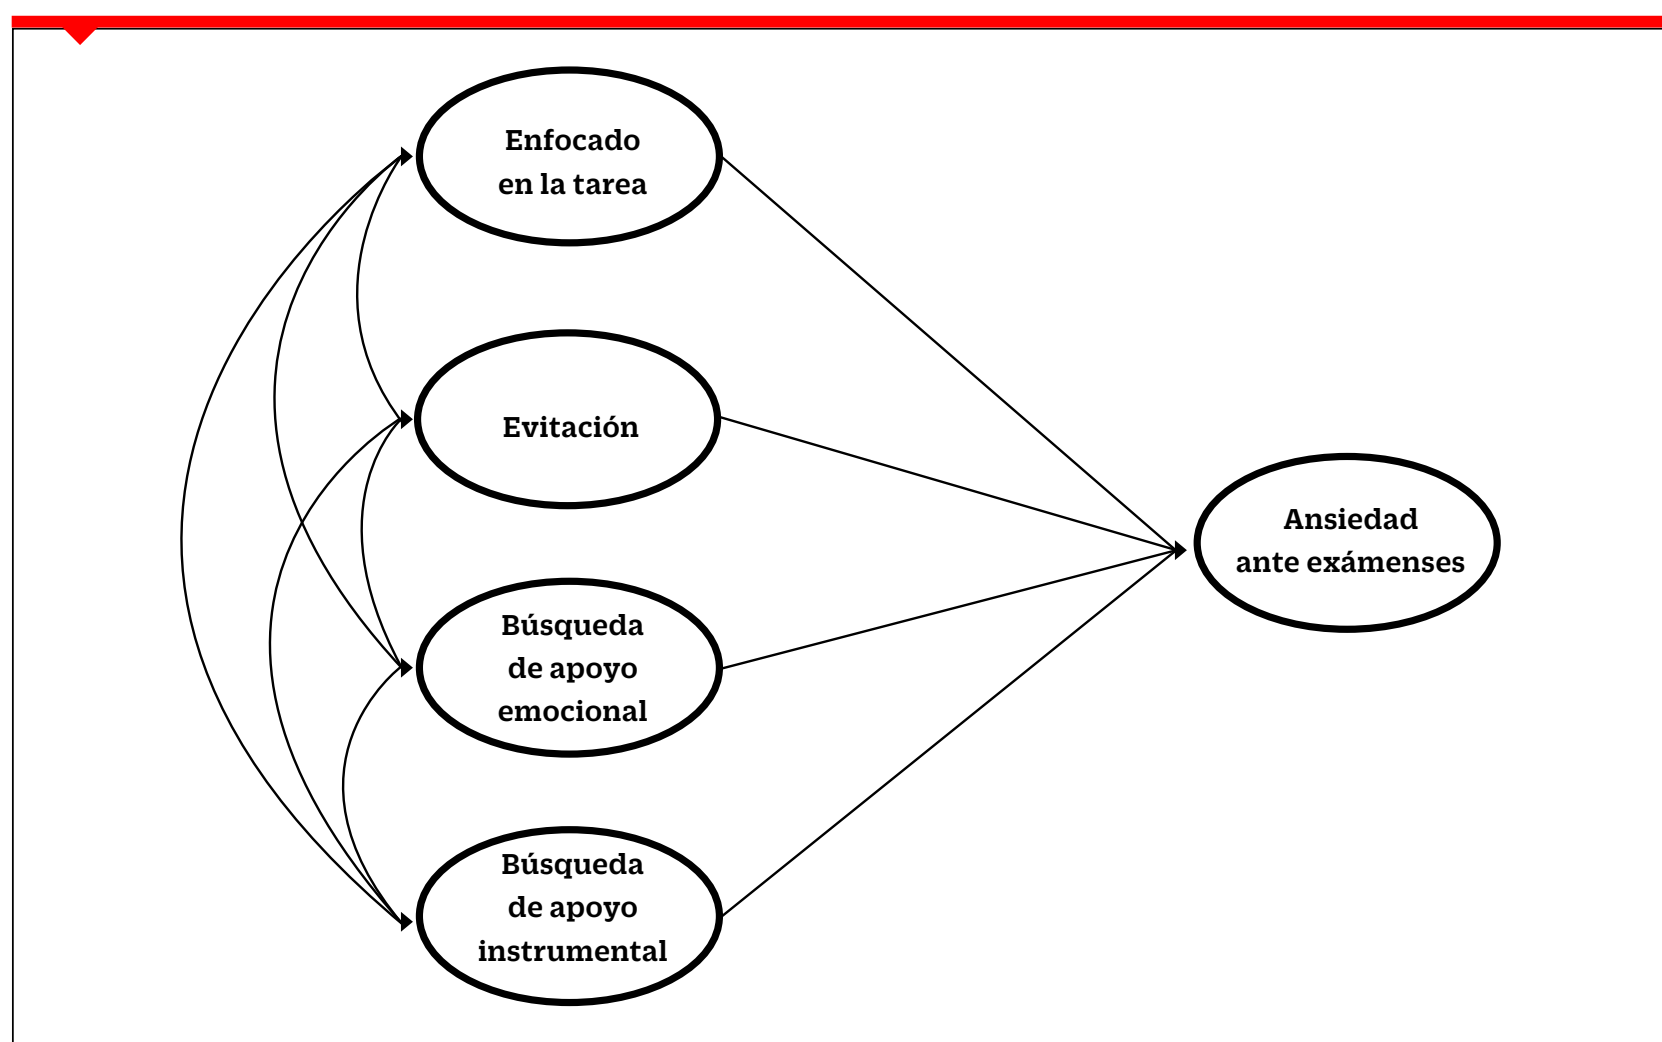 Enfocado
en la tarea
Evitación
Búsqueda
de apoyo
emocional
Búsqueda
de apoyo
instrumental
Ansiedad
ante exámenses